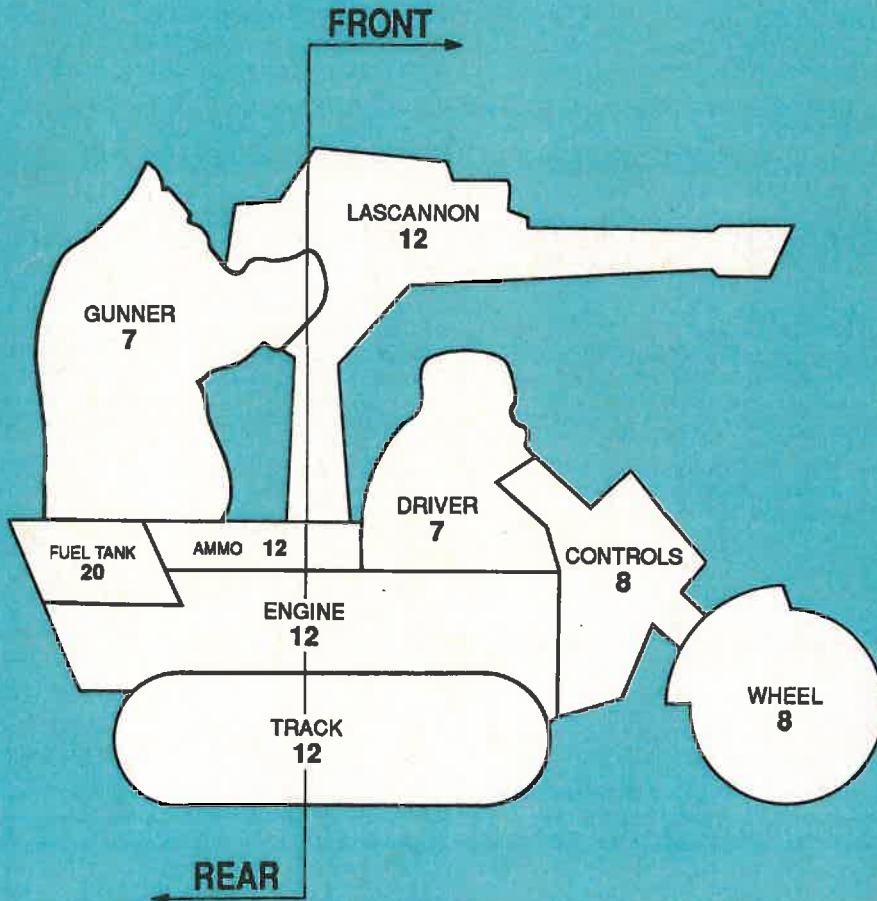 FRONT
LASCANNON
12
GUNNER
7
DRIVER
7
FUEL TANK
20
AMMO 12
CONTROLS
8
ENGINE
12
WHEEL
8
TRACK
12
REAR